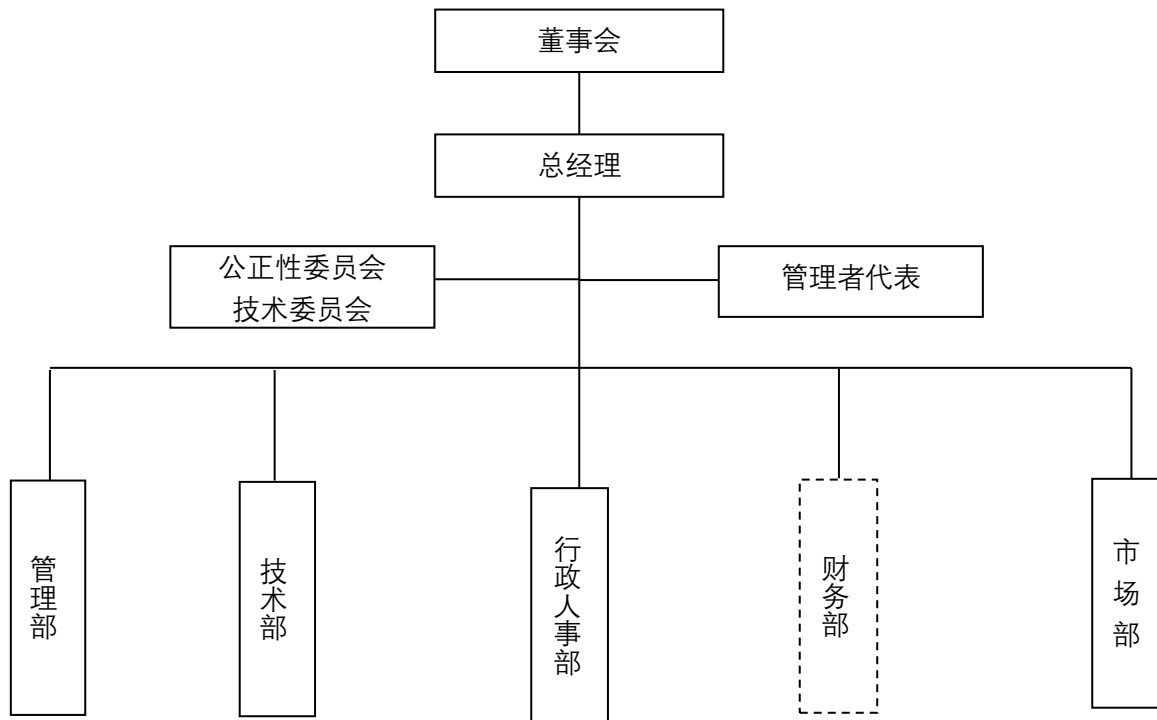 董事会
总经理
公正性委员会
技术委员会
管理者代表
管理部
技术部
行政人事部
财务部
市场部